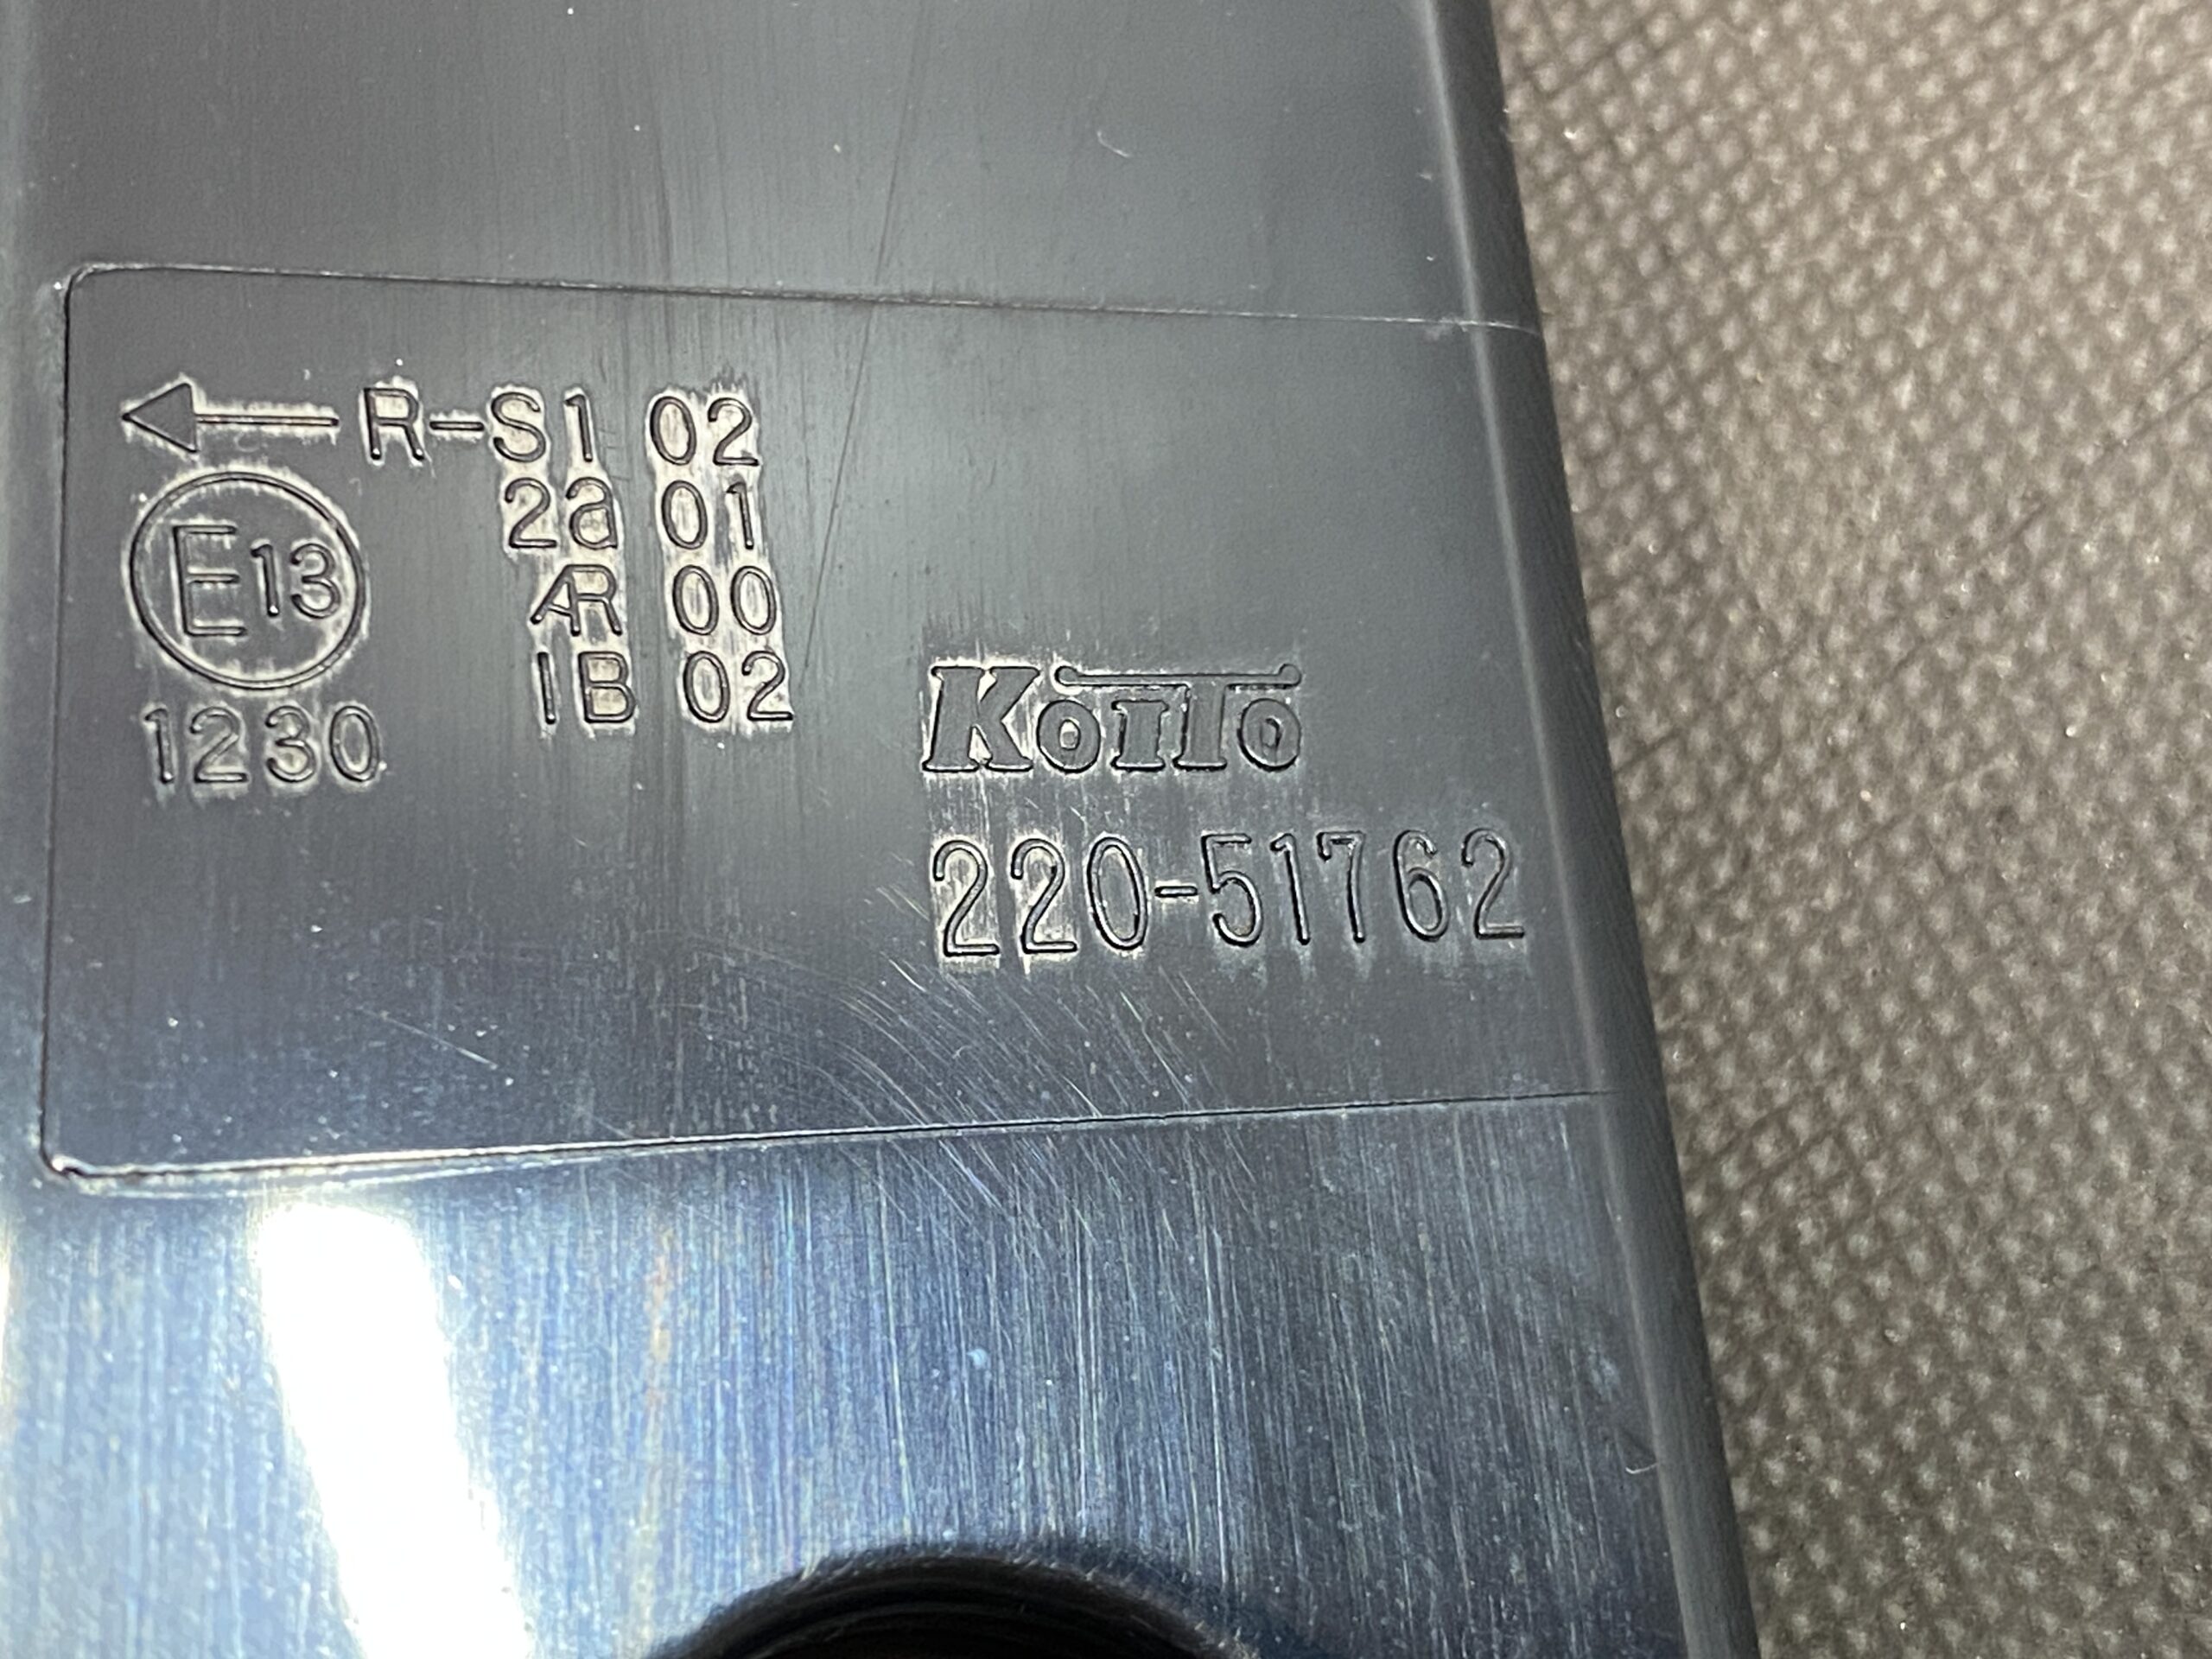 ← R-S1 02
2a 01
AR 00
IB 02
E13
1230
KoiTo
220-51762